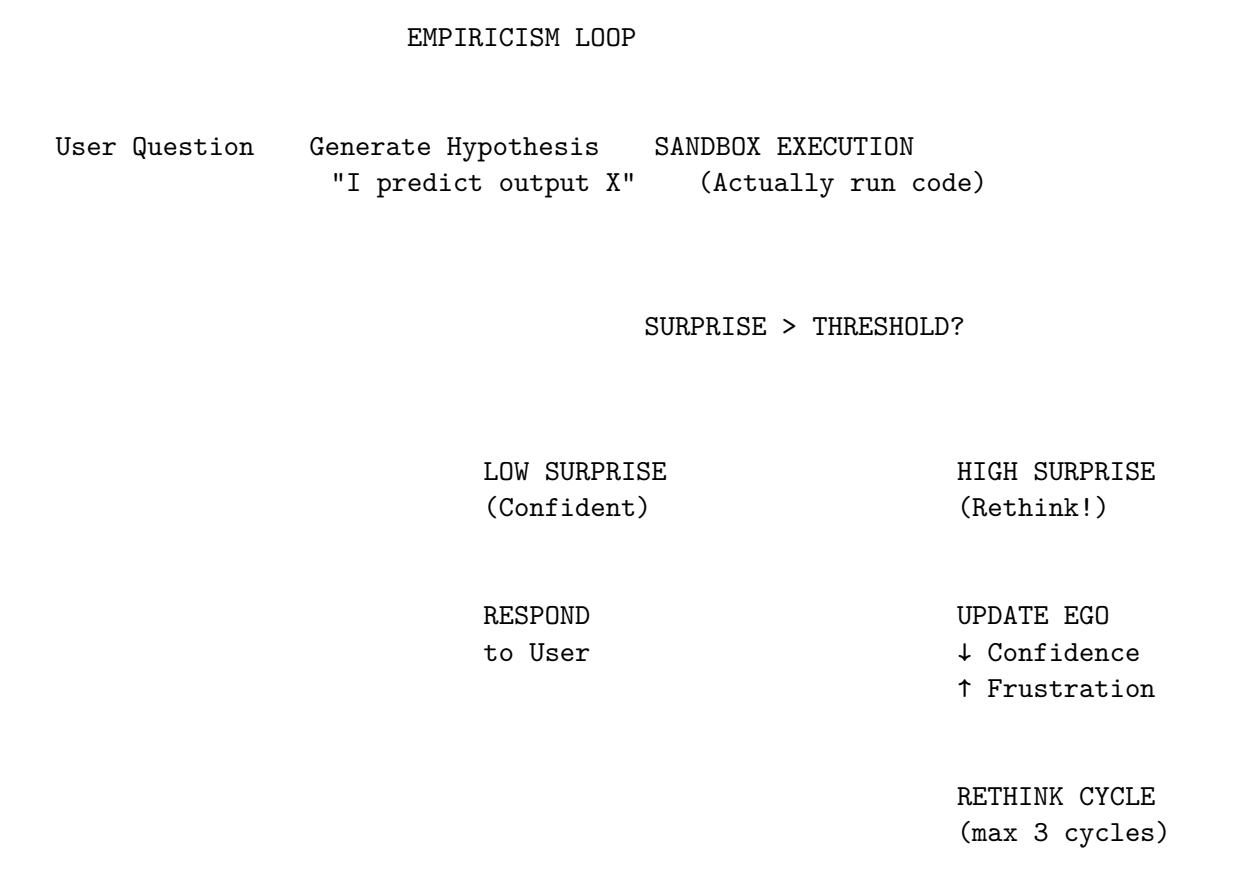 EMPIRICISM LOOP
User Question Generate Hypothesis SANDBOX EXECUTION
"I predict output X" (Actually run code)
SURPRISE > THRESHOLD?
LOW SURPRISE HIGH SURPRISE
(Confident) (Rethink!)
RESPOND UPDATE EGO
to User ↓ Confidence
↑ Frustration
RETHINK CYCLE
(max 3 cycles)